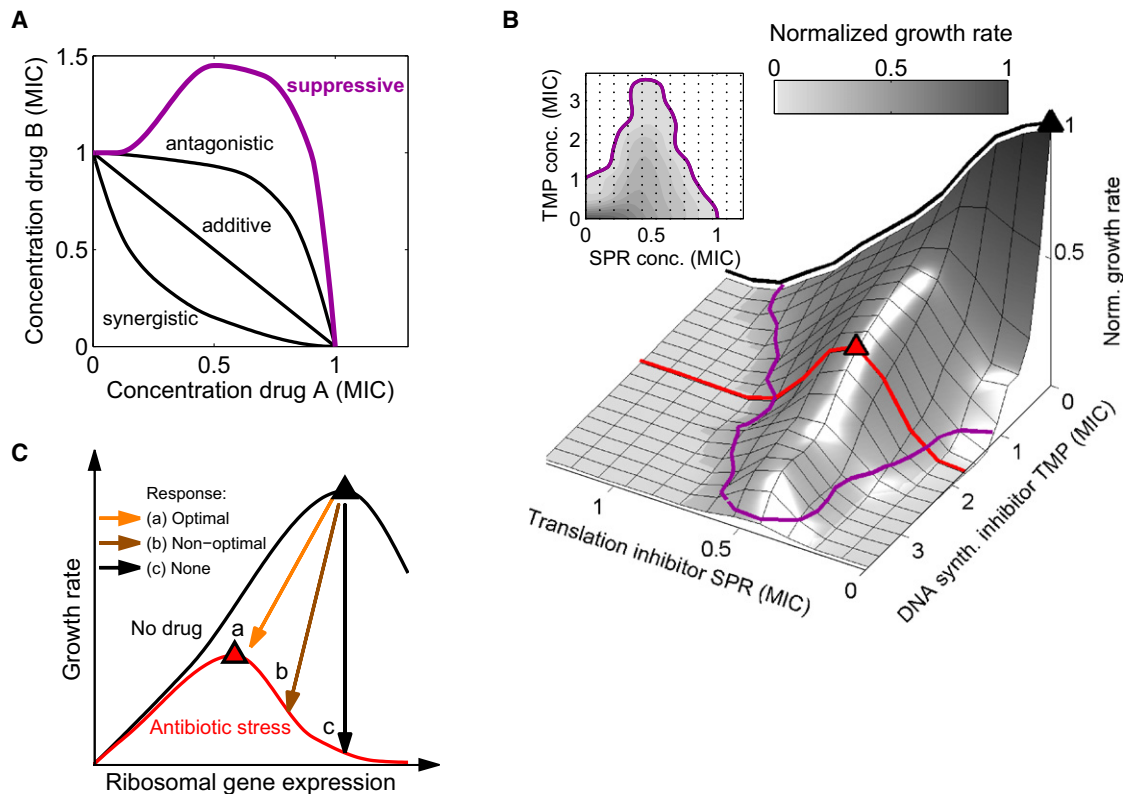 A
1.5
suppressive
antagonistic
1
additive
0.5
synergistic
0
0
0.5
1
Concentration drug B (MIC)
Concentration drug A (MIC)
B
Normalized growth rate
0
0.5
1
TMP conc. (MIC)
3
2
1
0
0
0.5
1
SPR conc. (MIC)
1
0.5
0
Norm. growth rate
1
0.5
0
Translation inhibitor SPR (MIC)
3
2
1
0
DNA synth. inhibitor TMP (MIC)
C
Response:
(a) Optimal
(b) Non-optimal
(c) None
No drug
a
b
c
Antibiotic stress
Growth rate
Ribosomal gene expression